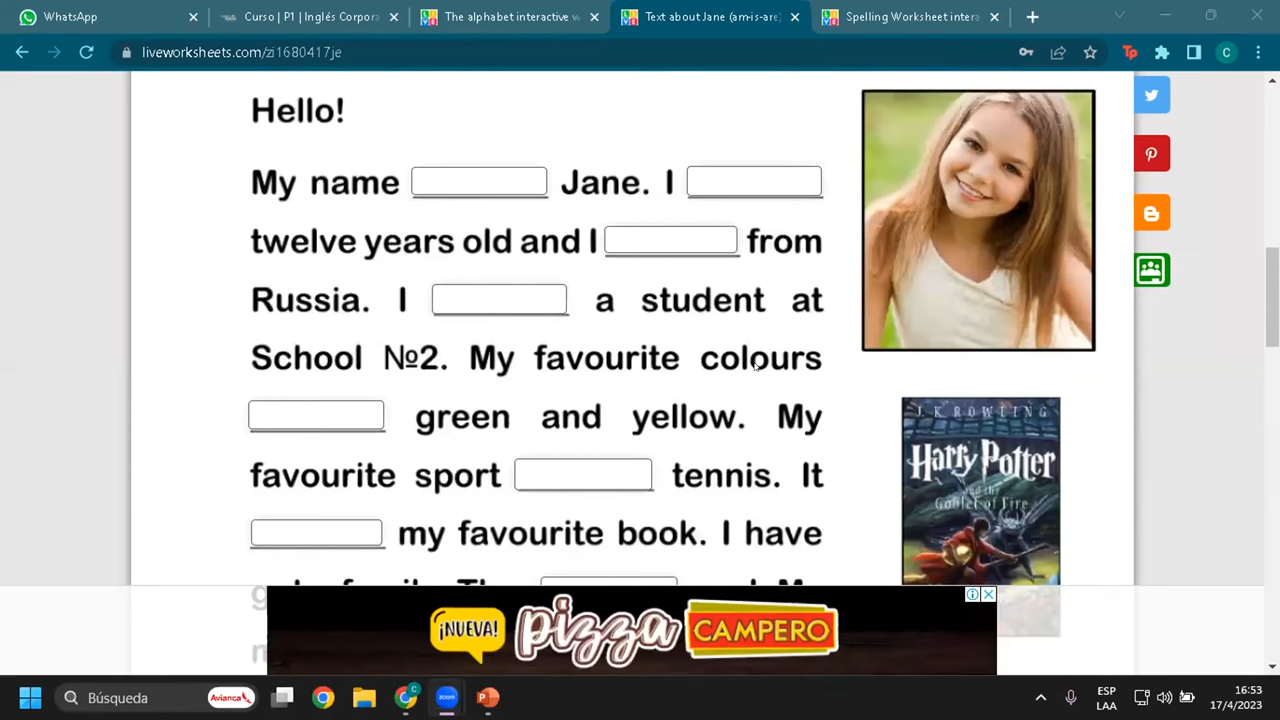 WhatsApp
Curso | P1 | Inglés Corpora
The alphabet interactive w
Text about Jane (am-is-are)
Spelling Worksheet intera
liveworksheets.com/zi1680417je
C
Hello!
My name Jane. I
twelve years old and I from
Russia. I a student at
School №2. My favourite colours
green and yellow. My
favourite sport tennis. It
my favourite book. I have
J. K. ROWLING
Harry Potter
and the
Goblet of Fire
¡NUEVA!
pizza
CAMPERO
Búsqueda
Avianca
zoom
ESP
LAA
16:53
17/4/2023